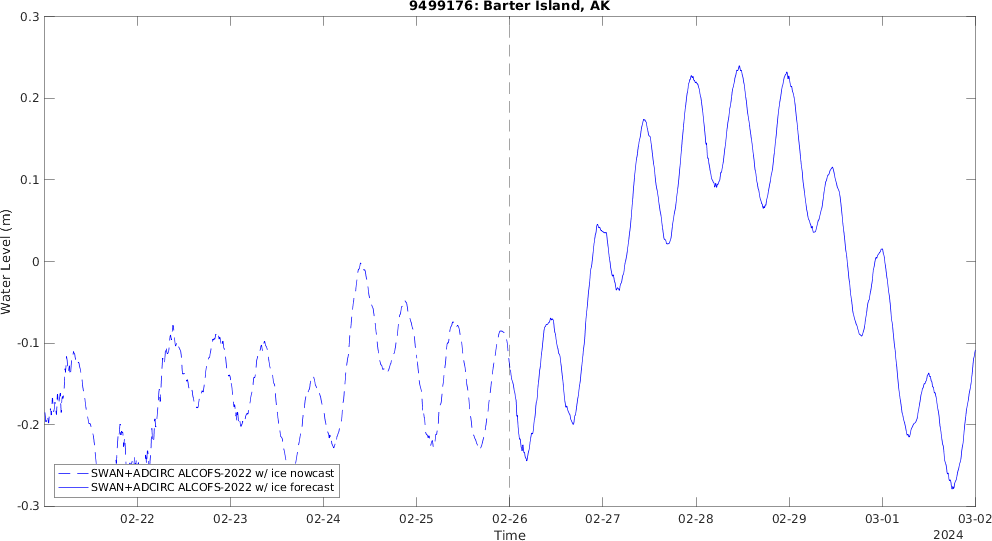 9499176: Barter Island, AK
0.3
0.2
0.1
0
-0.1
-0.2
-0.3
Water Level (m)
SWAN+ADCIRC ALCOFS-2022 w/ ice nowcast
SWAN+ADCIRC ALCOFS-2022 w/ ice forecast
02-22 02-23 02-24 02-25 02-26 02-27 02-28 02-29 03-01 03-02
Time
2024